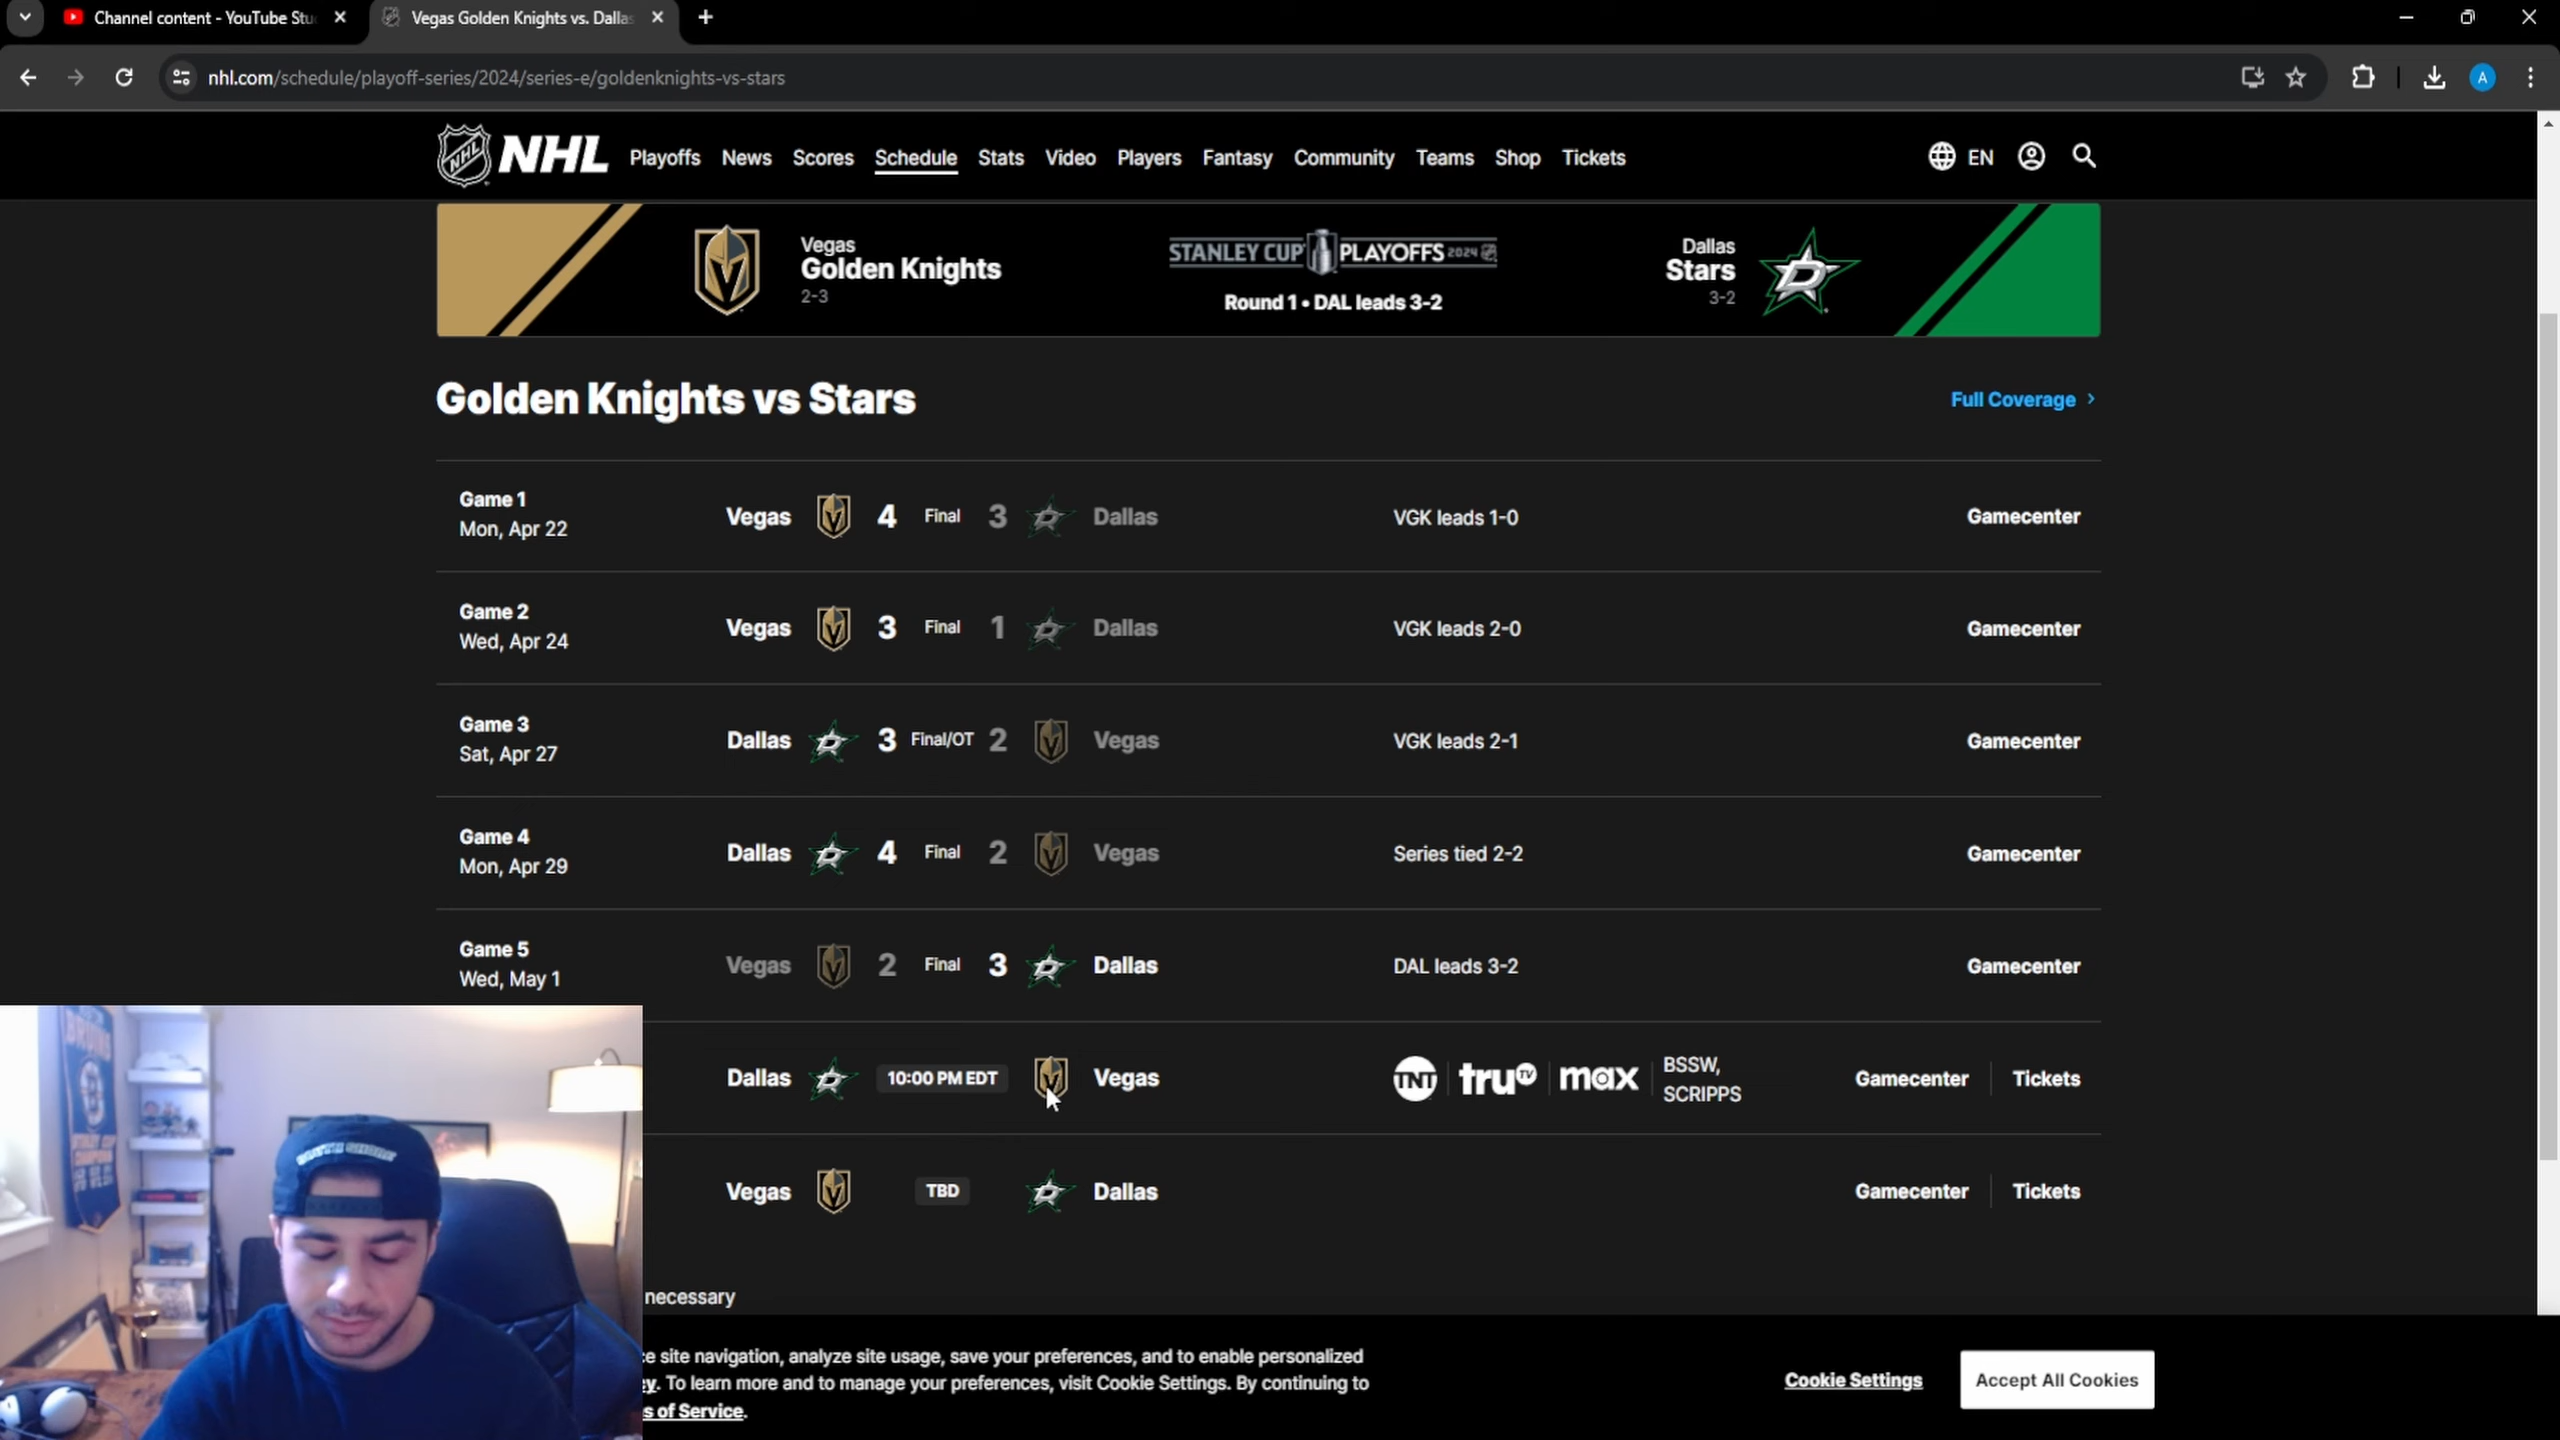 Channel content - YouTube Stu
Vegas Golden Knights vs. Dallas
nhl.com/schedule/playoff-series/2024/series-e/goldenknights-vs-stars
A
NHL NHL Playoffs News Scores Schedule Stats Video Players Fantasy Community Teams Shop Tickets EN
Vegas
Golden Knights
2-3
STANLEY CUP PLAYOFFS 2024
Round 1 • DAL leads 3-2
Dallas
Stars
3-2
Golden Knights vs Stars
Full Coverage
Game 1
Mon, Apr 22
Vegas 4 Final 3 Dallas VGK leads 1-0 Gamecenter
Game 2
Wed, Apr 24
Vegas 3 Final 1 Dallas VGK leads 2-0 Gamecenter
Game 3
Sat, Apr 27
Dallas 3 Final/OT 2 Vegas VGK leads 2-1 Gamecenter
Game 4
Mon, Apr 29
Dallas 4 Final 2 Vegas Series tied 2-2 Gamecenter
Game 5
Wed, May 1
Vegas 2 Final 3 Dallas DAL leads 3-2 Gamecenter
Dallas 10:00 PM EDT Vegas TNT truTV max BSSW, SCRIPPS Gamecenter Tickets
Vegas TBD Dallas Gamecenter Tickets
necessary
e site navigation, analyze site usage, save your preferences, and to enable personalized
y. To learn more and to manage your preferences, visit Cookie Settings. By continuing to
s of Service.
Cookie Settings
Accept All Cookies
BRUINS
STANLEY CUP
CHAMPIONS
SOUTH SHORE